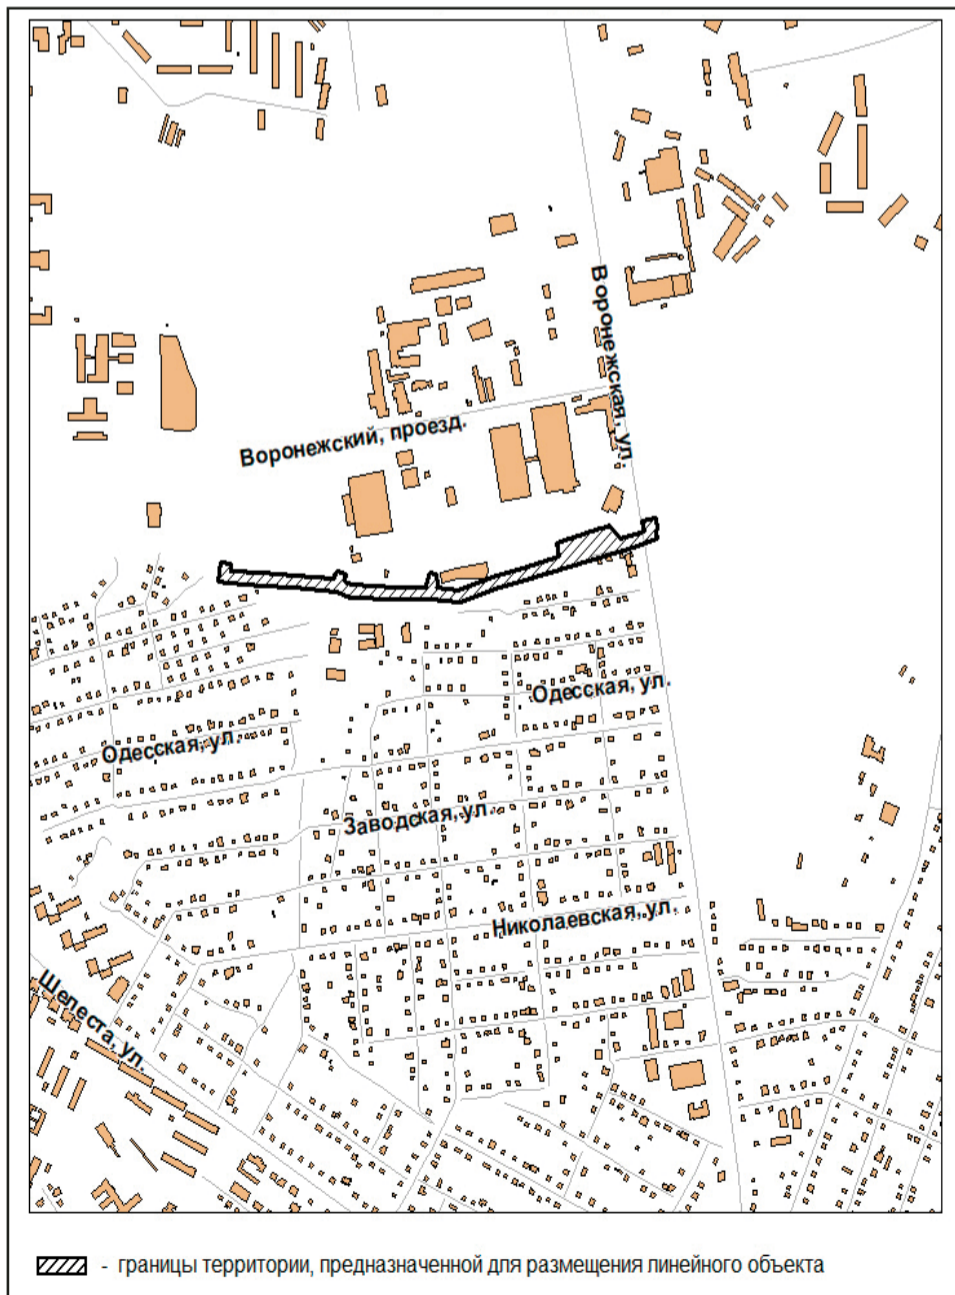 Воронежская, ул.
Воронежский, проезд.
Одесская, ул.
Одесская, ул.
Заводская, ул.
Николаевская, ул.
Шелеста, ул.
- границы территории, предназначенной для размещения линейного объекта